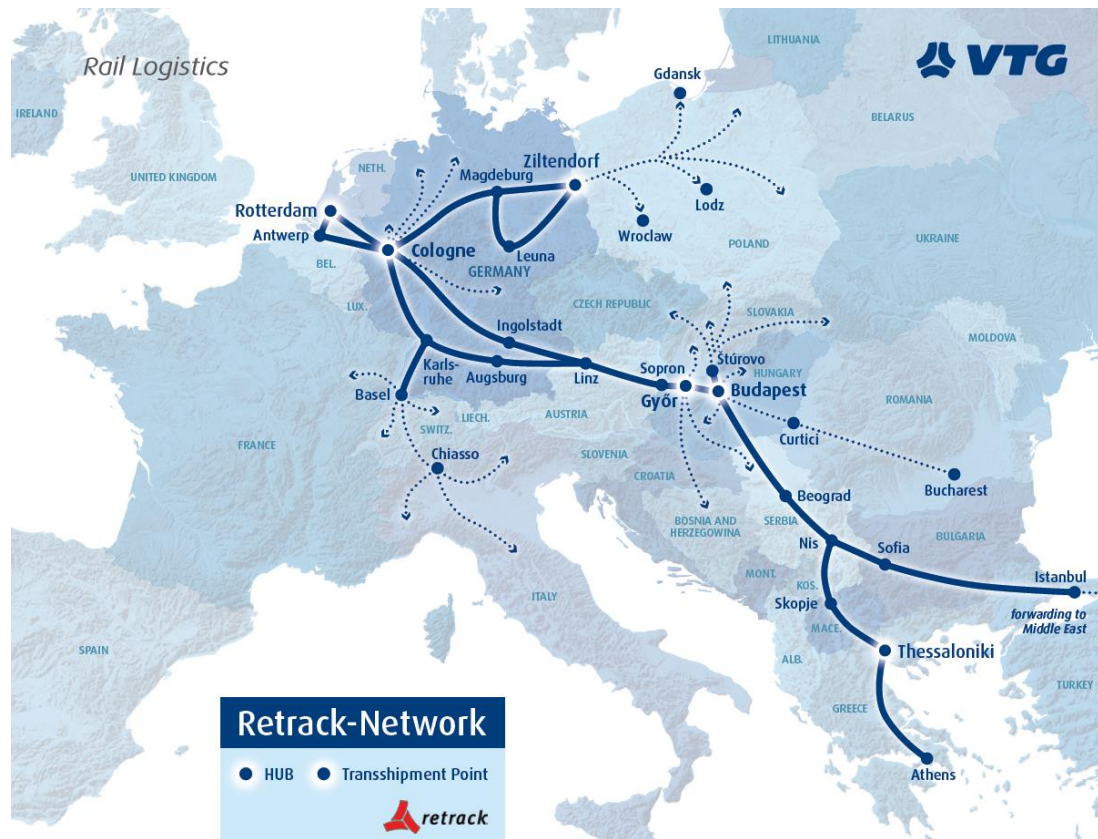 Rail Logistics
VTG
LITHUANIA
Gdansk
IRELAND
BELARUS
UNITED KINGDOM
NETH.
Ziltendorf
Magdeburg
Lodz
Rotterdam
Wroclaw
Antwerp
Cologne
Leuna
POLAND
UKRAINE
BEL.
GERMANY
LUX.
CZECH REPUBLIC
SLOVAKIA
Ingolstadt
MOLDOVA
Štúrovo
Karls-
ruhe
Augsburg
Linz
Sopron
HUNGARY
Basel
Győr
Budapest
LIECH.
AUSTRIA
ROMANIA
SWITZ.
Curtici
FRANCE
Chiasso
SLOVENIA
CROATIA
Bucharest
Beograd
BOSNIA AND
HERZEGOWINA
SERBIA
BULGARIA
Nis
Sofia
MONT.
KOS.
Istanbul
ITALY
Skopje
forwarding to
Middle East
MACE.
SPAIN
Thessaloniki
ALB.
TURKEY
GREECE
Retrack-Network
HUB
Transshipment Point
Athens
retrack